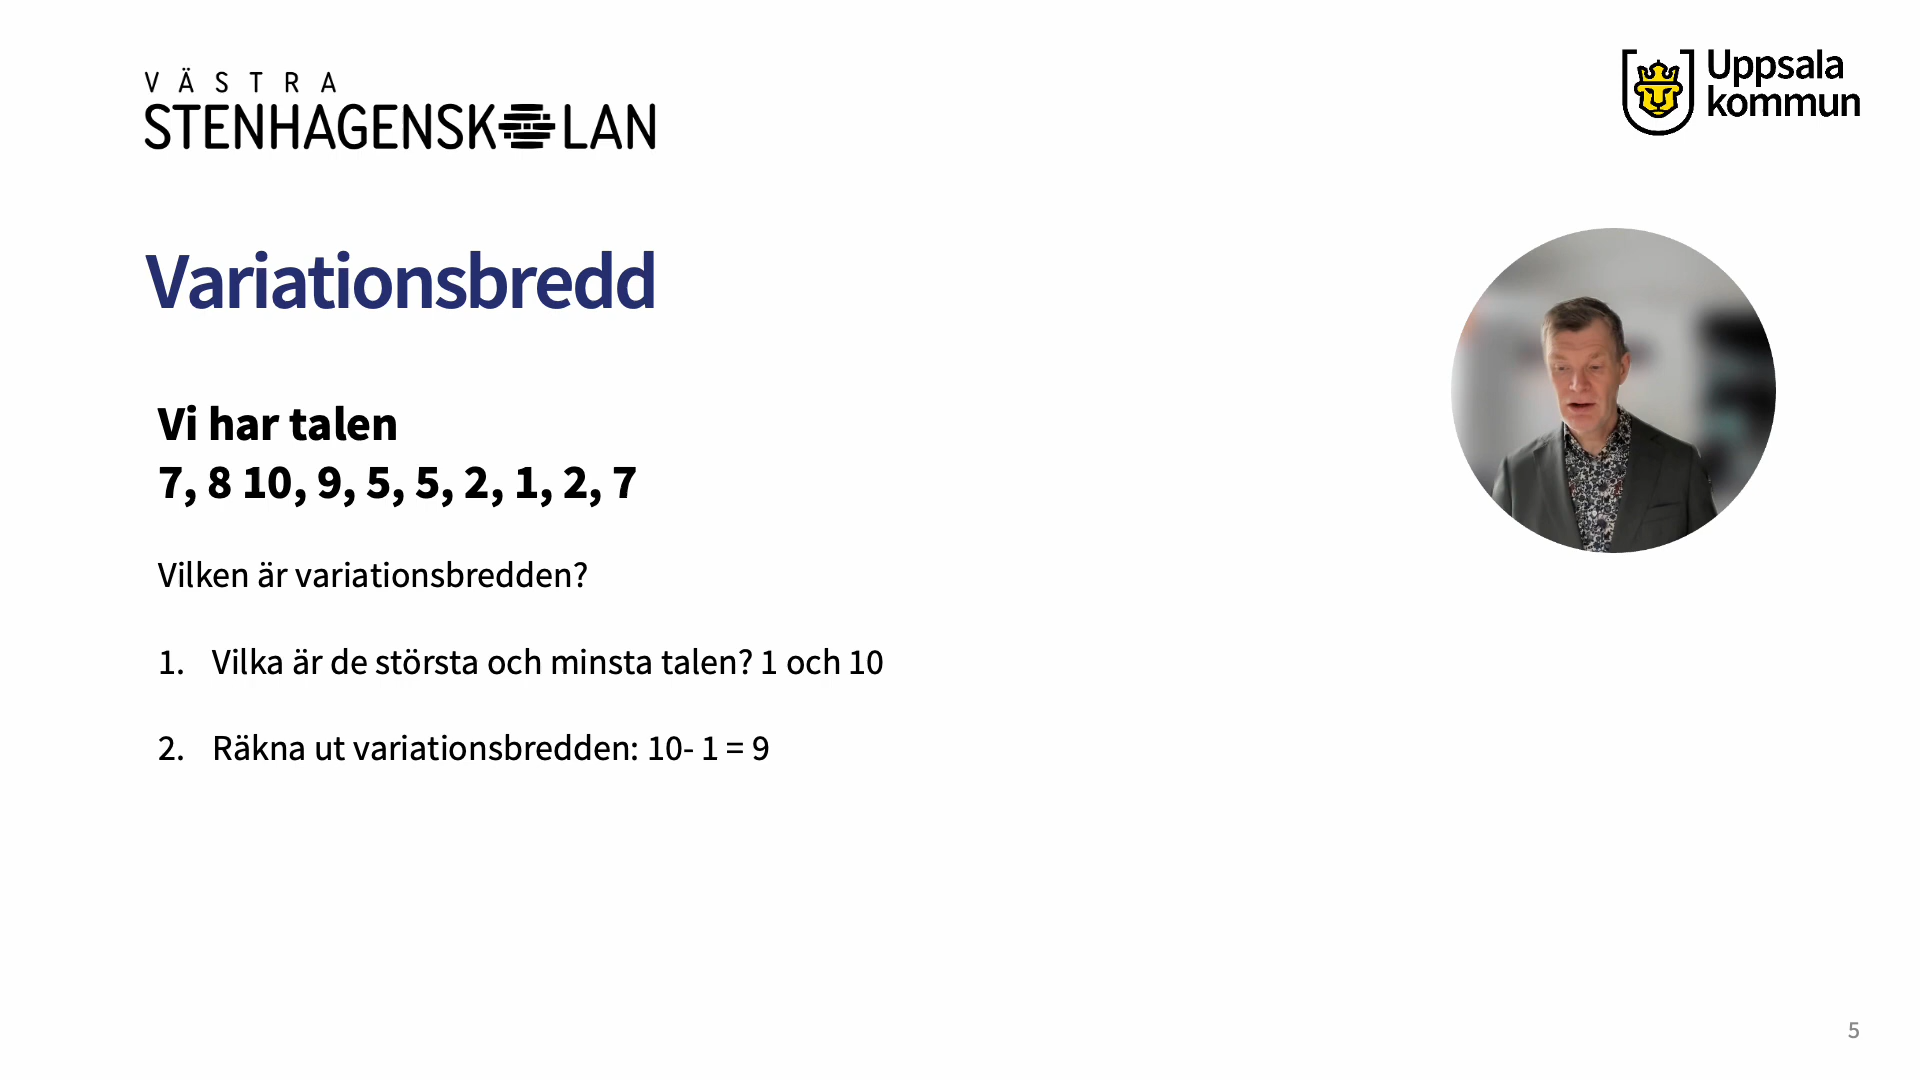 VÄSTRA
STENHAGENSKOLAN
Uppsala
kommun
Variationsbredd
Vi har talen
7, 8 10, 9, 5, 5, 2, 1, 2, 7
Vilken är variationsbredden?
1. Vilka är de största och minsta talen? 1 och 10
2. Räkna ut variationsbredden: 10- 1 = 9
5